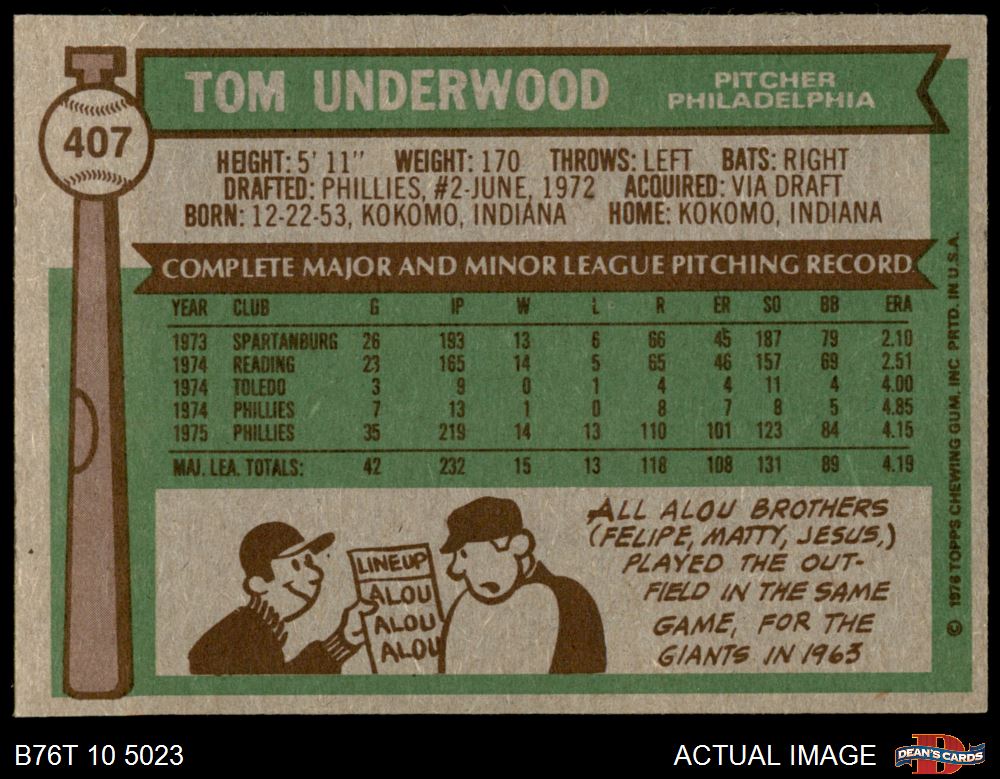 407
TOM UNDERWOOD
PITCHER
PHILADELPHIA
HEIGHT: 5' 11" WEIGHT: 170 THROWS: LEFT BATS: RIGHT
DRAFTED: PHILLIES, #2-JUNE, 1972 ACQUIRED: VIA DRAFT
BORN: 12-22-53, KOKOMO, INDIANA HOME: KOKOMO, INDIANA
COMPLETE MAJOR AND MINOR LEAGUE PITCHING RECORD
YEAR CLUB G IP W L R ER SO BB ERA
1973 SPARTANBURG 26 193 13 6 66 45 187 79 2.10
1974 READING 23 165 14 5 65 46 157 69 2.51
1974 TOLEDO 3 9 0 1 4 4 11 4 4.00
1974 PHILLIES 7 13 1 0 8 7 8 5 4.85
1975 PHILLIES 35 219 14 13 110 101 123 84 4.15
MAJ. LEA. TOTALS: 42 232 15 13 118 108 131 89 4.19
LINEUP
ALOU
ALOU
ALOU
ALL ALOU BROTHERS
(FELIPE, MATTY, JESUS,)
PLAYED THE OUT-
FIELD IN THE SAME
GAME, FOR THE
GIANTS IN 1963
© 1976 TOPPS CHEWING GUM, INC. PRTD. IN U.S.A.
B76T 10 5023
ACTUAL IMAGE
D
DEAN'S CARDS